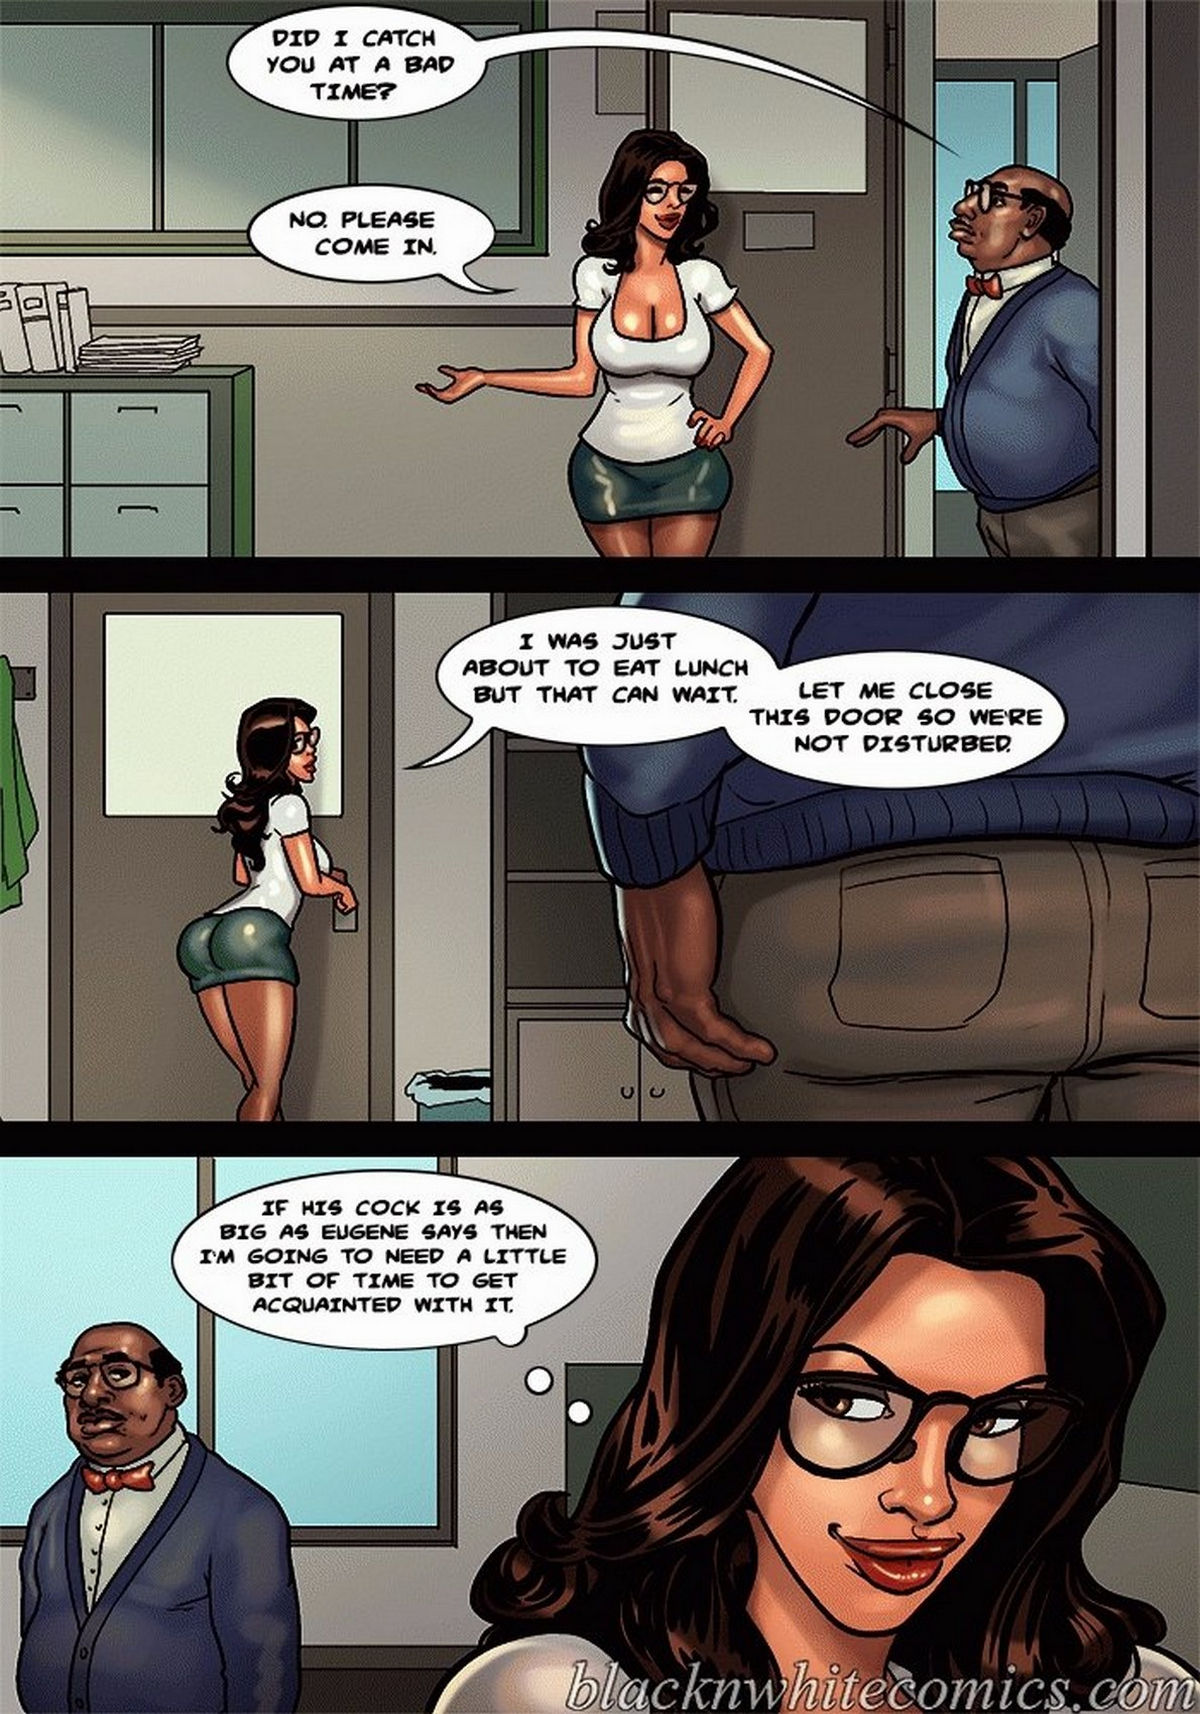 DID I CATCH
YOU AT A BAD
TIME?
NO. PLEASE
COME IN.
I WAS JUST
ABOUT TO EAT LUNCH
BUT THAT CAN WAIT.
LET ME CLOSE
THIS DOOR SO WE'RE
NOT DISTURBED.
IF HIS COCK IS AS
BIG AS EUGENE SAYS THEN
I'M GOING TO NEED A LITTLE
BIT OF TIME TO GET
ACQUAINTED WITH IT.
blacknwhitecomics.com